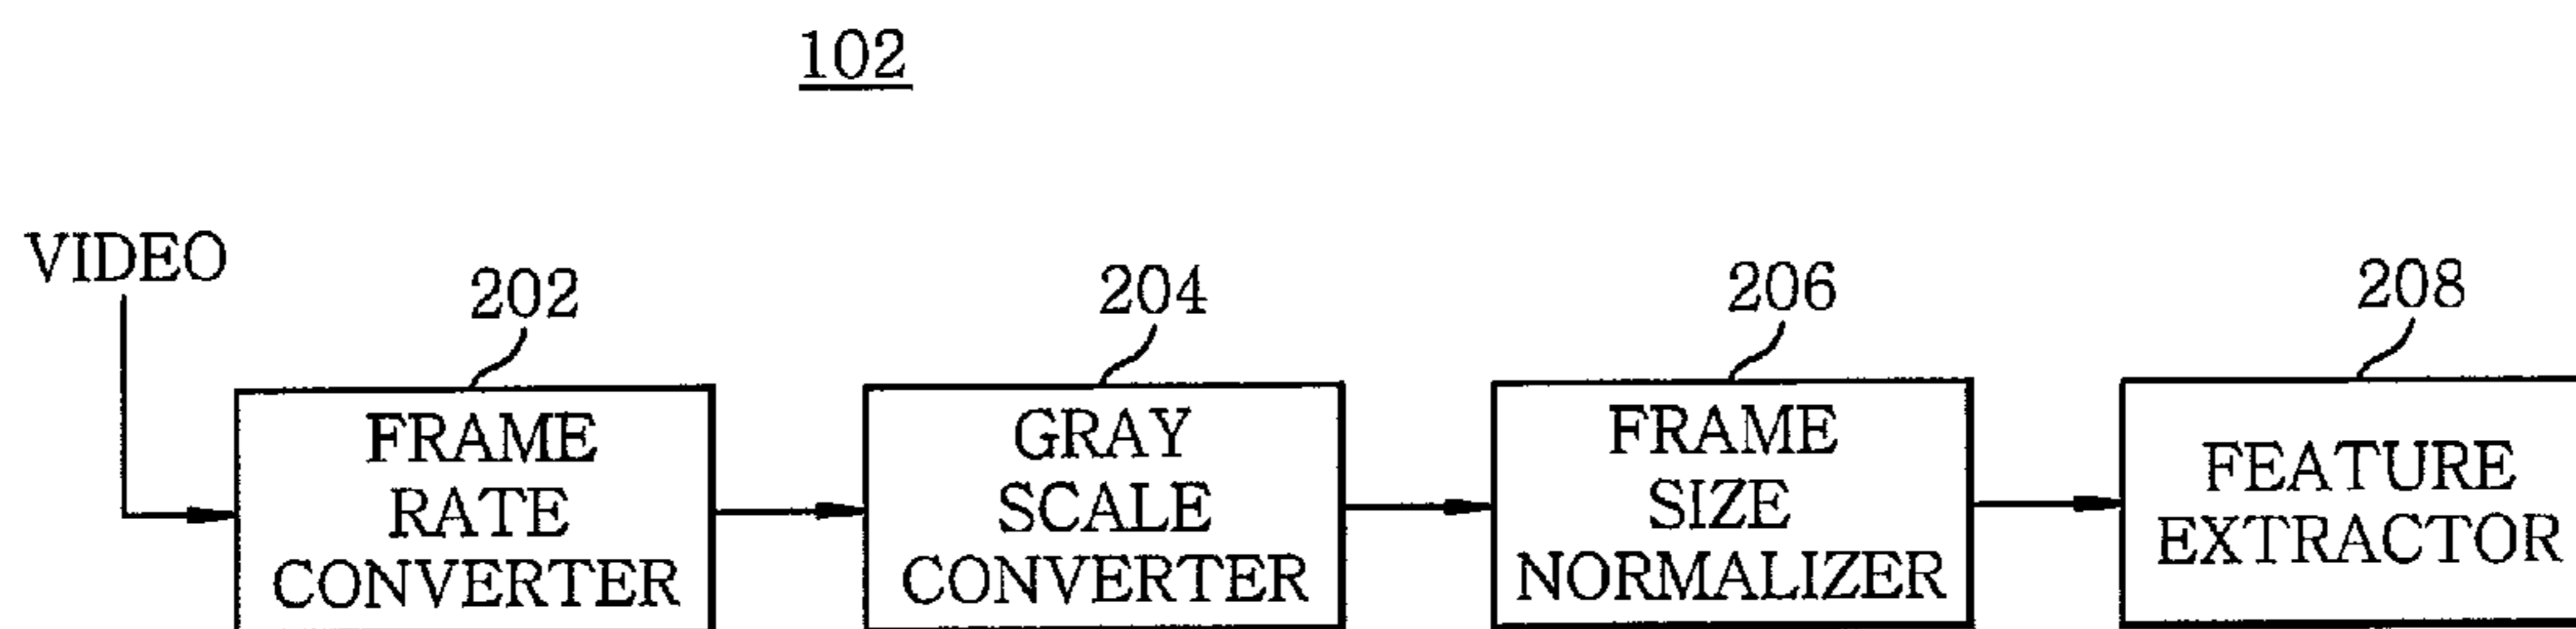 102
VIDEO
202
204
206
208
FRAME
RATE
CONVERTER
GRAY
SCALE
CONVERTER
FRAME
SIZE
NORMALIZER
FEATURE
EXTRACTOR